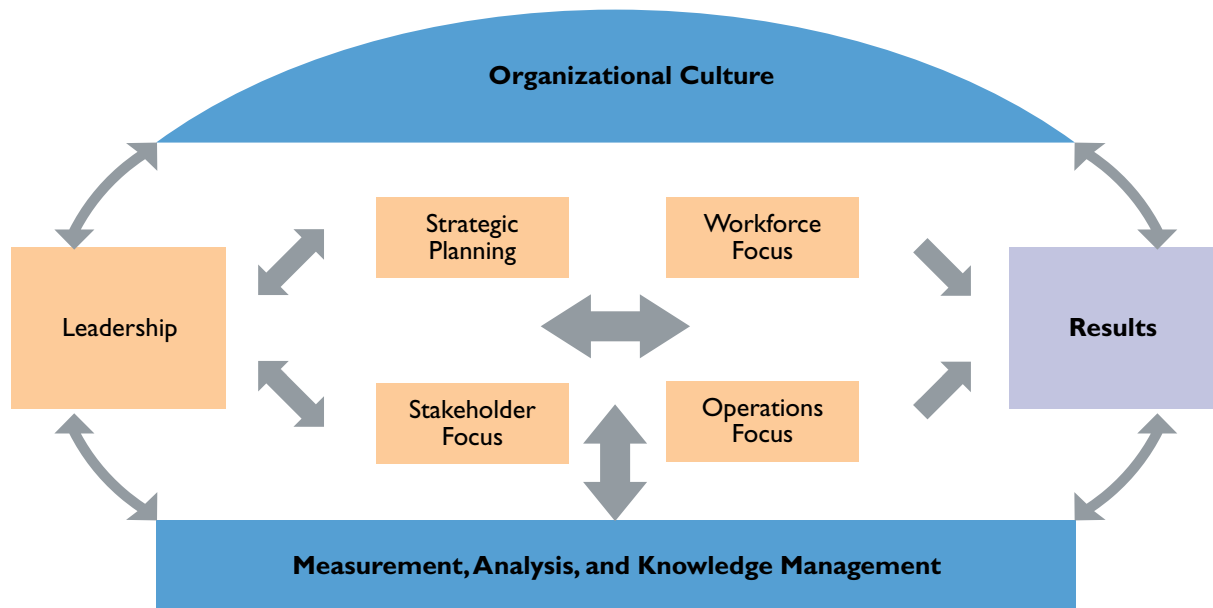 Organizational Culture
Strategic
Planning
Workforce
Focus
Leadership
Results
Stakeholder
Focus
Operations
Focus
Measurement, Analysis, and Knowledge Management